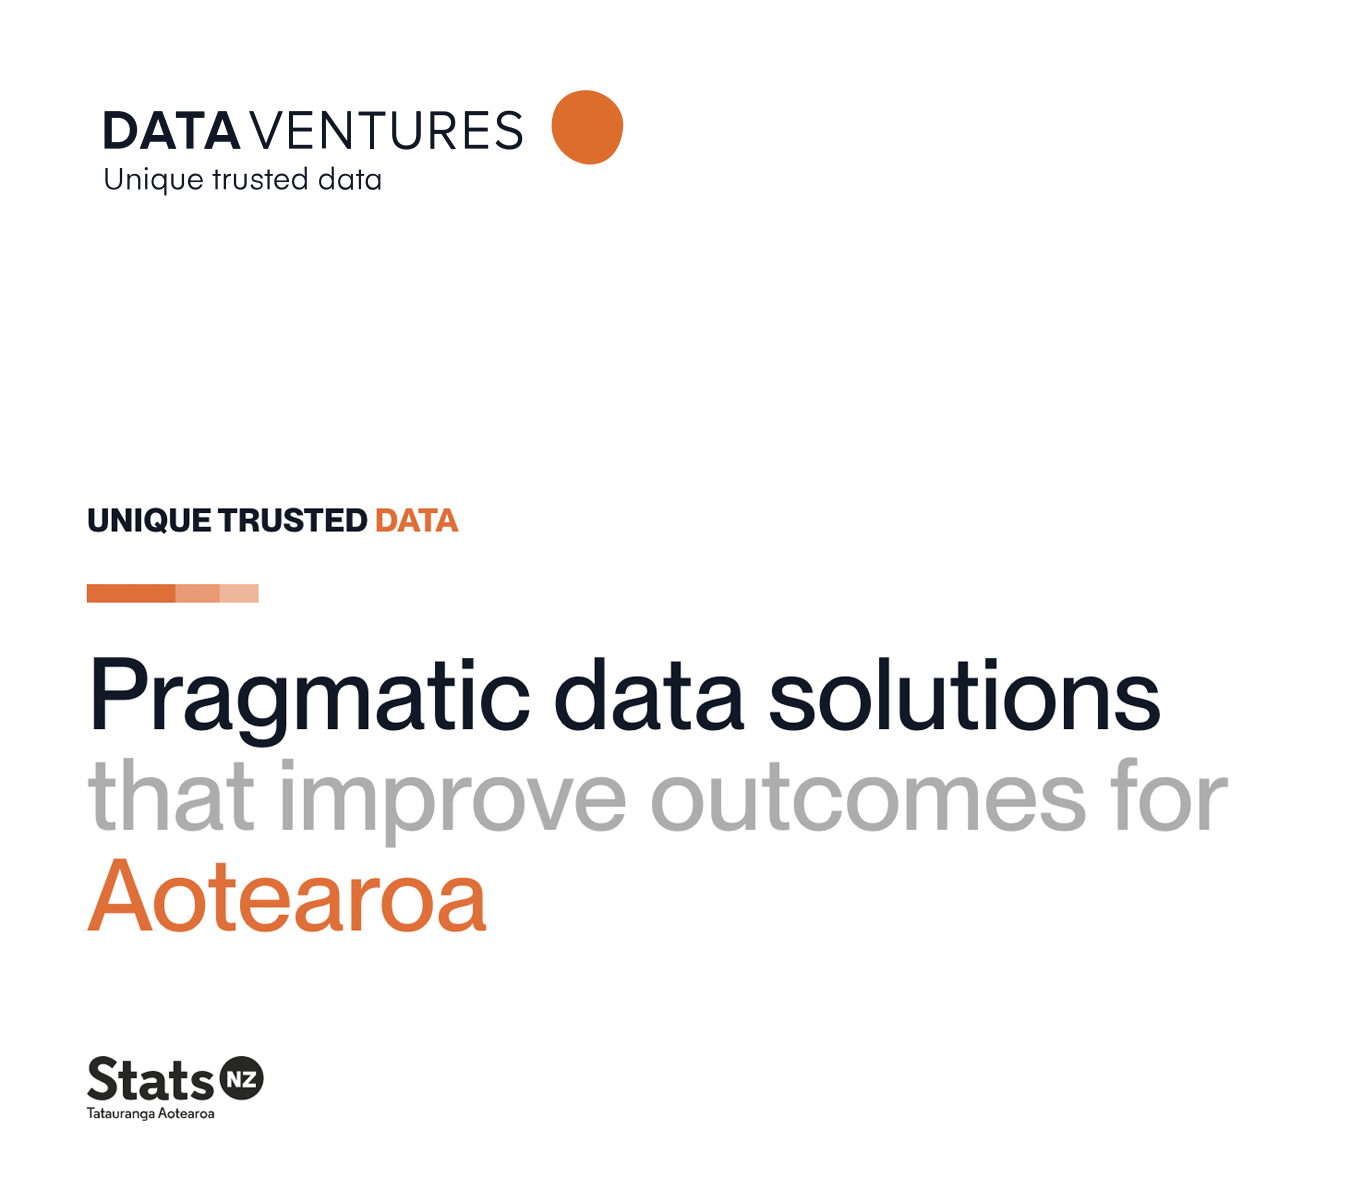 DATA VENTURES
Unique trusted data
UNIQUE TRUSTED DATA
Pragmatic data solutions
that improve outcomes for
Aotearoa
Stats NZ
Tatauranga Aotearoa